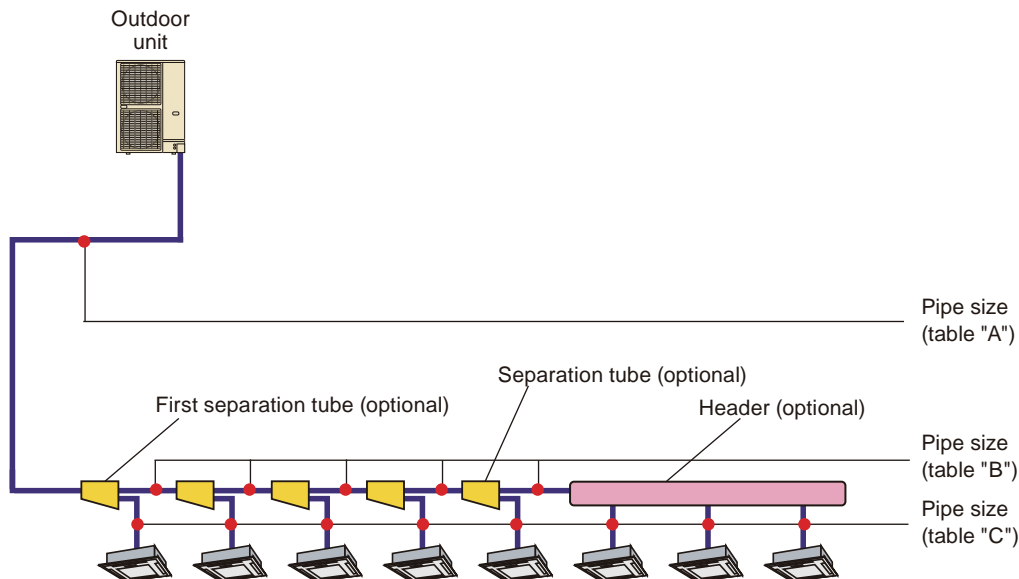 Outdoor
unit
Pipe size
(table "A")
Separation tube (optional)
First separation tube (optional)
Header (optional)
Pipe size
(table "B")
Pipe size
(table "C")